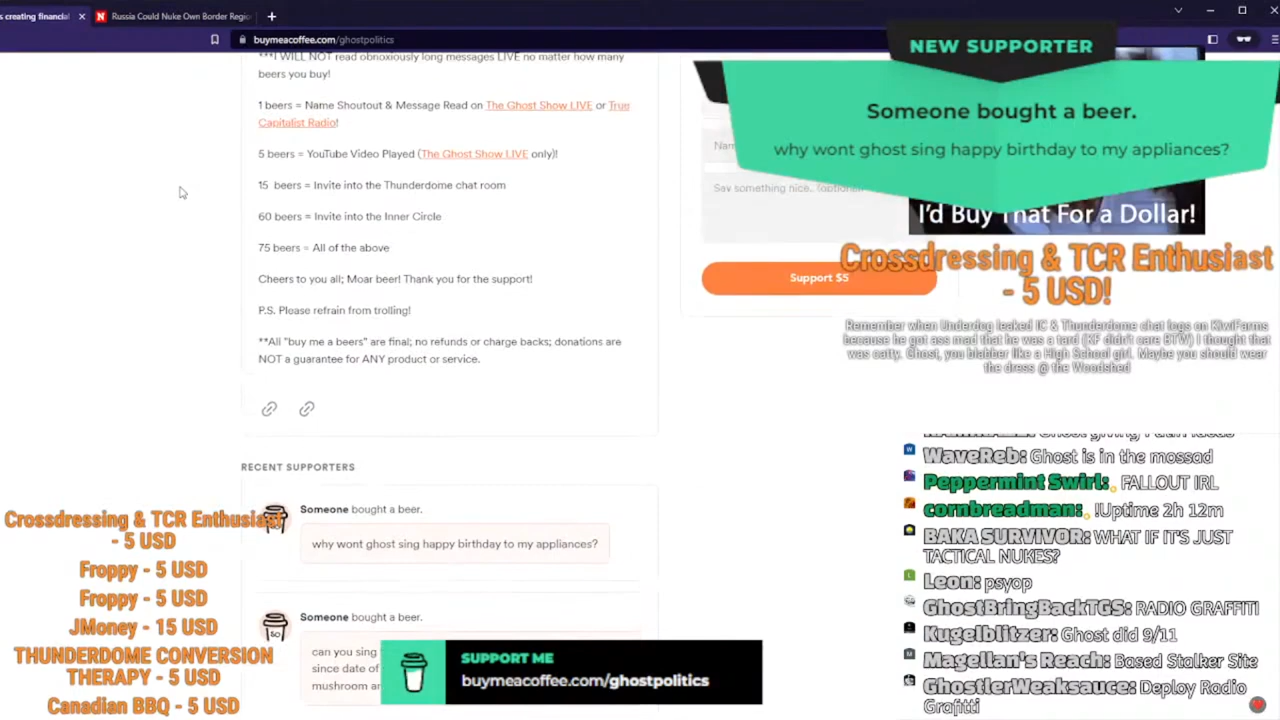 s creating financial
Russia Could Nuke Own Border Regio
buymeacoffee.com/ghostpolitics
***I WILL NOT read obnoxiously long messages LIVE no matter how many
beers you buy!
1 beers = Name Shoutout & Message Read on The Ghost Show LIVE or True
Capitalist Radio!
5 beers = YouTube Video Played (The Ghost Show LIVE only)!
15 beers = Invite into the Thunderdome chat room
60 beers = Invite into the Inner Circle
75 beers = All of the above
Cheers to you all; Moar beer! Thank you for the support!
P.S. Please refrain from trolling!
**All "buy me a beers" are final; no refunds or charge backs; donations are
NOT a guarantee for ANY product or service.
RECENT SUPPORTERS
Someone bought a beer.
why wont ghost sing happy birthday to my appliances?
Someone bought a beer.
can you sing
since date of
mushroom
NEW SUPPORTER
Someone bought a beer.
why wont ghost sing happy birthday to my appliances?
Say something nice.. (optional)
I'd Buy That For a Dollar!
Support $5
Crossdressing & TCR Enthusiast
- 5 USD!
Remember when Underdog leaked IC & Thunderdome chat logs on KiwiFarms
because he got ass mad that he was a tard (KF didn't care BTW) I thought that
was catty. Ghost, you blabber like a High School girl. Maybe you should wear
the dress @ the Woodshed
WaveReb: Ghost is in the mossad
Peppermint Swirl: FALLOUT IRL
cornbreadman: !Uptime 2h 12m
BAKA SURVIVOR: WHAT IF IT'S JUST
TACTICAL NUKES?
Leon: psyop
GhostBringBackTGS: RADIO GRAFFITI
Kugelblitzer: Ghost did 9/11
Magellan's Reach: Based Stalker Site
GhostlerWeaksauce: Deploy Radio
Grafitti
Crossdressing & TCR Enthusiast
- 5 USD
Froppy - 5 USD
Froppy - 5 USD
JMoney - 15 USD
THUNDERDOME CONVERSION
THERAPY - 5 USD
Canadian BBQ - 5 USD
SUPPORT ME
buymeacoffee.com/ghostpolitics